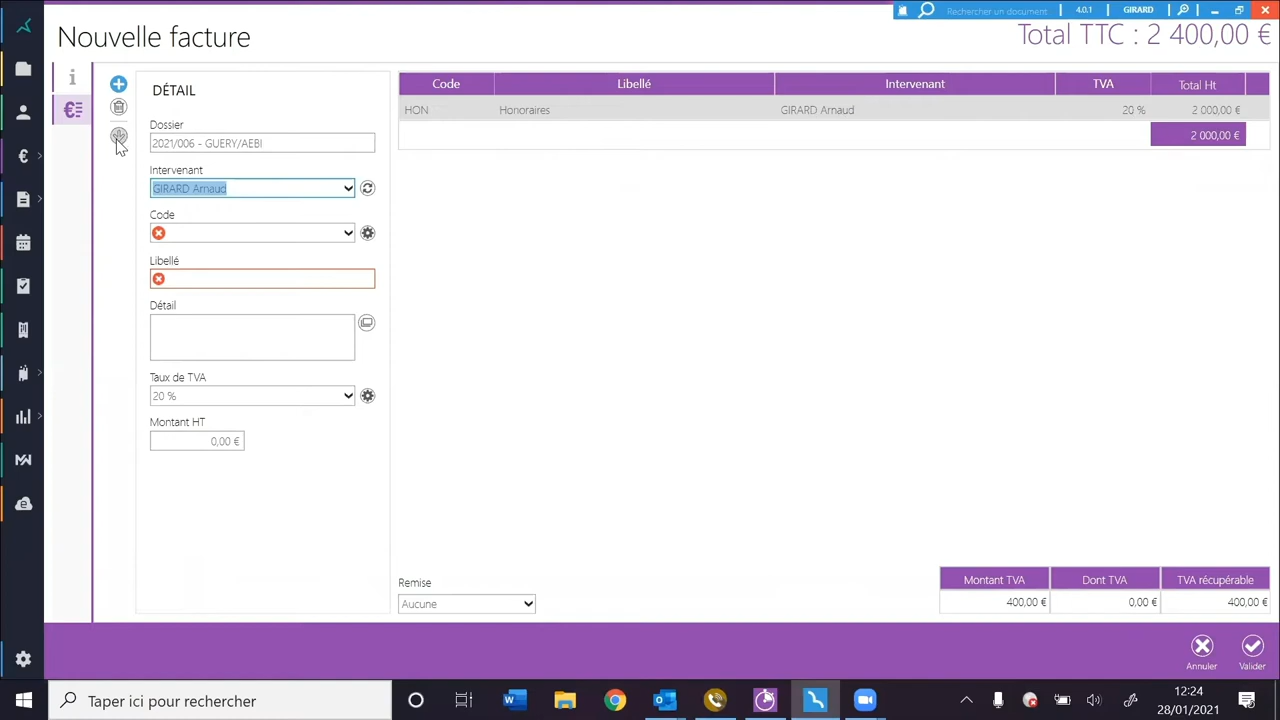 Rechercher un document
4.0.1
GIRARD
Nouvelle facture
Total TTC : 2 400,00 €
DÉTAIL
Dossier
2021/006 - GUERY/AEBI
Intervenant
GIRARD Arnaud
Code
Libellé
Détail
Taux de TVA
20 %
Montant HT
0,00 €
Code Libellé Intervenant TVA Total Ht
HON Honoraires GIRARD Arnaud 20 % 2 000,00 €
2 000,00 €
Remise
Aucune
Montant TVA Dont TVA TVA récupérable
400,00 € 0,00 € 400,00 €
Annuler Valider
Taper ici pour rechercher
12:24
28/01/2021